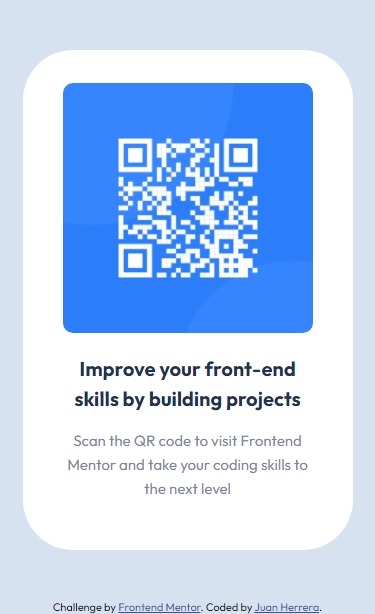 Improve your front-end
skills by building projects
Scan the QR code to visit Frontend
Mentor and take your coding skills to
the next level
Challenge by Frontend Mentor. Coded by Juan Herrera.